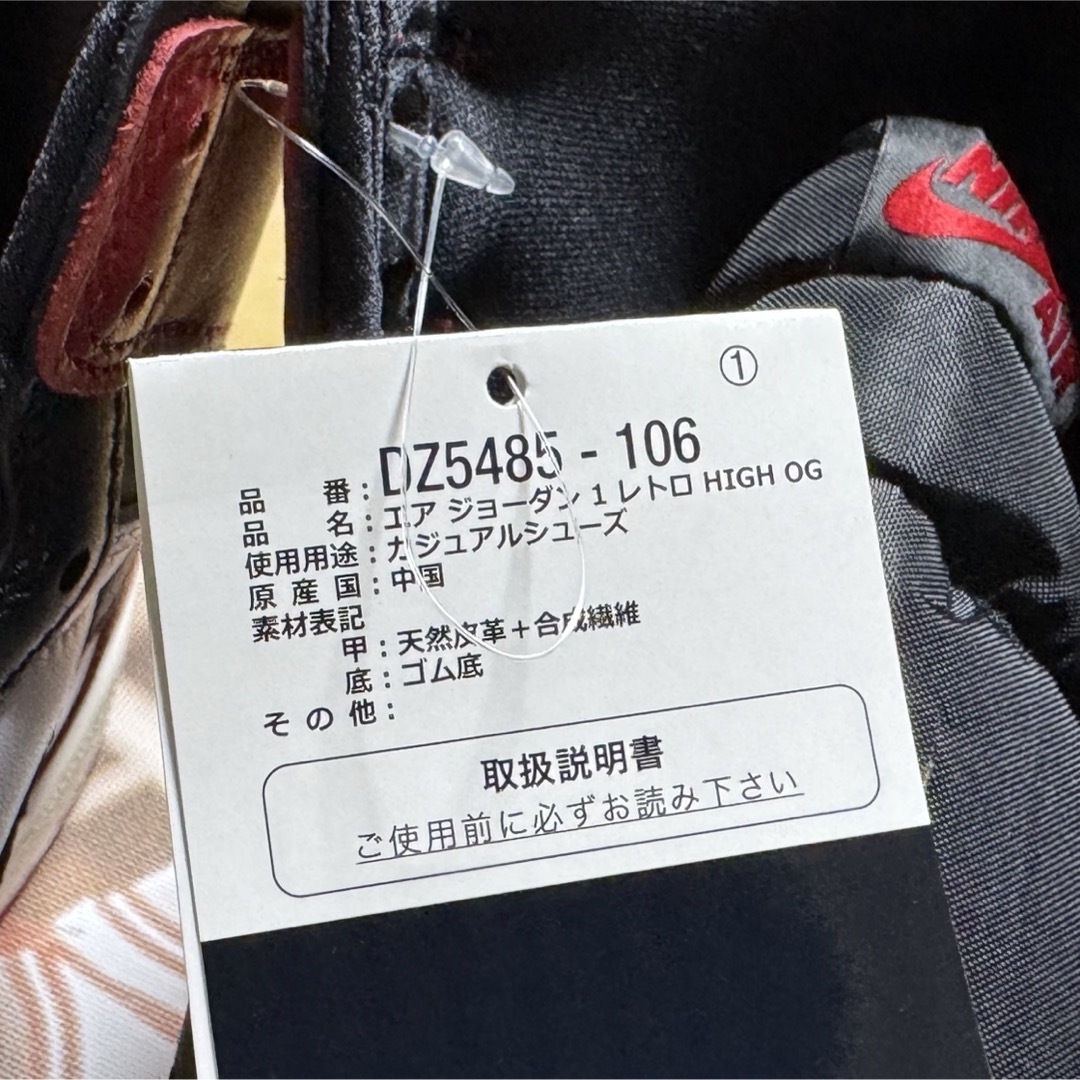 ①
品番：DZ5485 - 106
品名：エア ジョーダン 1 レトロ HIGH OG
使用用途：カジュアルシューズ
原産国：中国
素材表記
甲：天然皮革＋合成繊維
底：ゴム底
その他：
取扱説明書
ご使用前に必ずお読み下さい